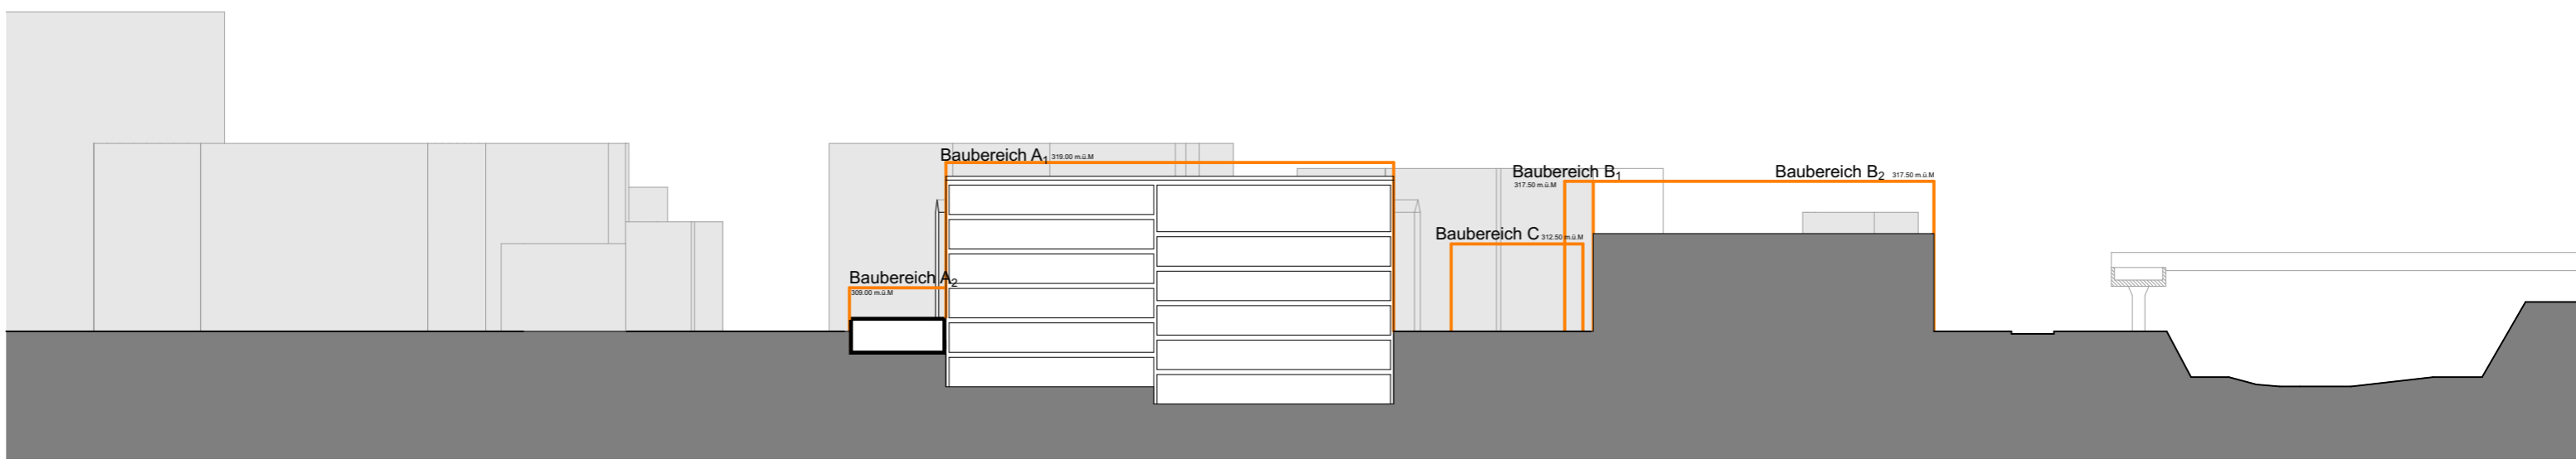 Baubereich A₁ 319.00 m.ü.M
Baubereich B₁
317.50 m.ü.M
Baubereich B₂ 317.50 m.ü.M
Baubereich C 312.50 m.ü.M
Baubereich A₂
309.00 m.ü.M